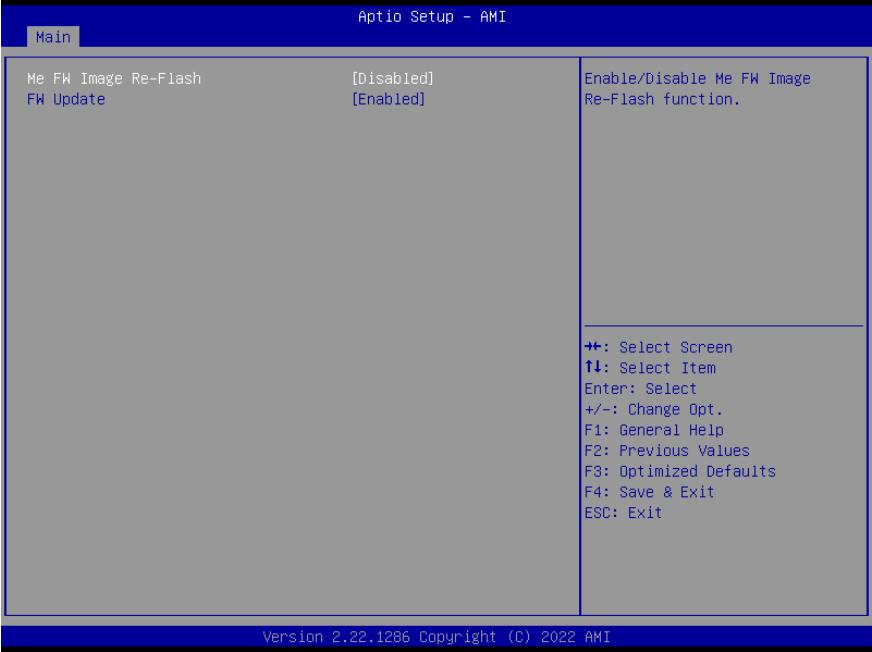 Aptio Setup – AMI
Main
Me FW Image Re–Flash [Disabled]
FW Update [Enabled]
Enable/Disable Me FW Image
Re–Flash function.
→←: Select Screen
↑↓: Select Item
Enter: Select
+/–: Change Opt.
F1: General Help
F2: Previous Values
F3: Optimized Defaults
F4: Save & Exit
ESC: Exit
Version 2.22.1286 Copyright (C) 2022 AMI